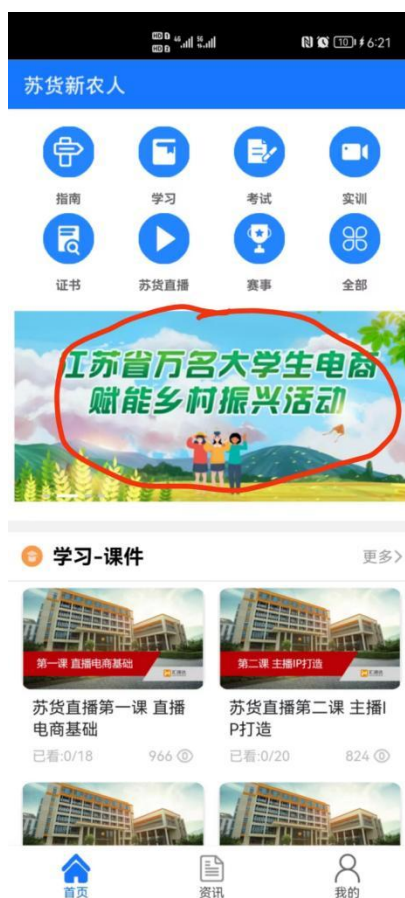 10 6:21
苏货新农人
指南 学习 考试 实训
证书 苏货直播 赛事 全部
江苏省万名大学生电商
赋能乡村振兴活动
学习-课件 更多>
第一课 直播电商基础
第二课 主播IP打造
苏货直播第一课 直播
电商基础
已看:0/18 966
苏货直播第二课 主播I
P打造
已看:0/20 824
首页 资讯 我的